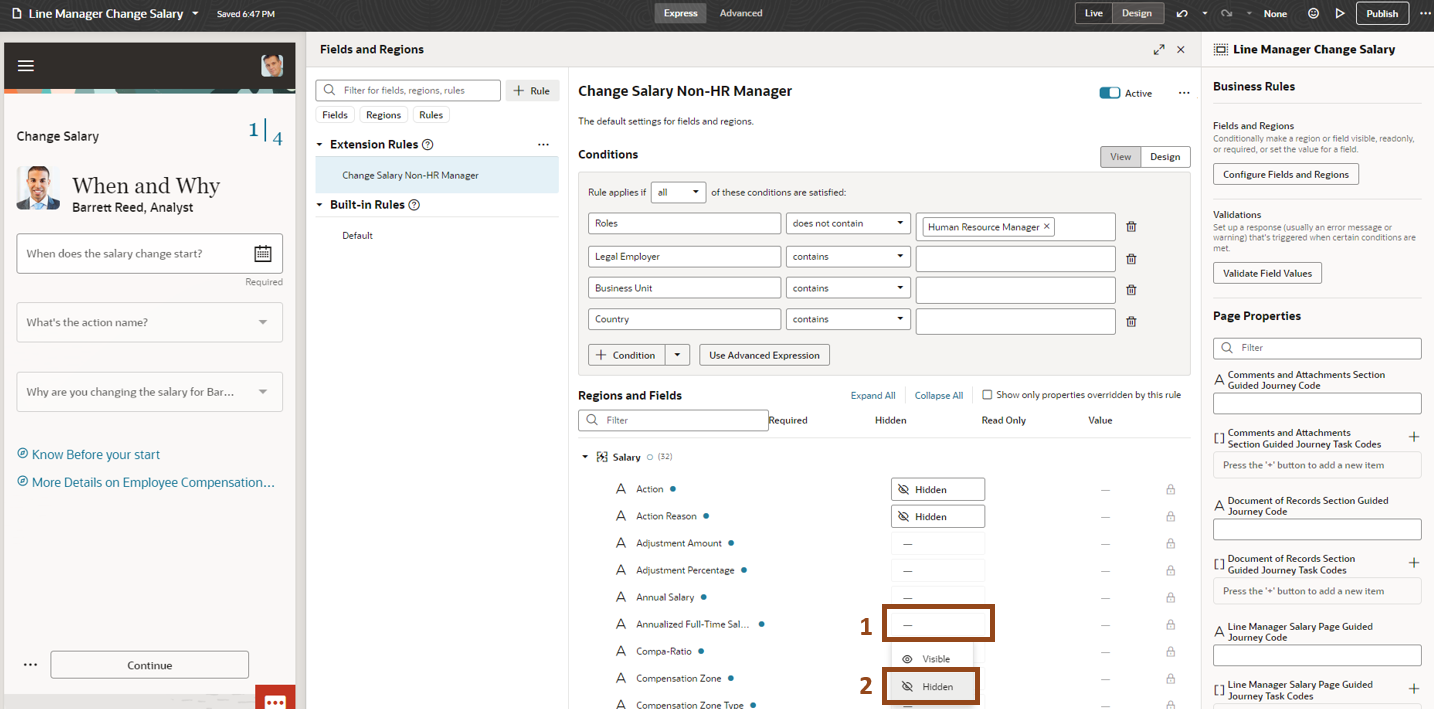 Line Manager Change Salary
Saved 6:47 PM
Express
Advanced
Live
Design
None
Publish
Change Salary
1
4
When and Why
Barrett Reed, Analyst
When does the salary change start?
Required
What's the action name?
Why are you changing the salary for Bar...
Know Before your start
More Details on Employee Compensation...
Continue
Fields and Regions
Filter for fields, regions, rules
+ Rule
Fields
Regions
Rules
Extension Rules
Change Salary Non-HR Manager
Built-in Rules
Default
Change Salary Non-HR Manager
Active
The default settings for fields and regions.
Conditions
View
Design
Rule applies if all of these conditions are satisfied:
Roles does not contain Human Resource Manager ×
Legal Employer contains
Business Unit contains
Country contains
+ Condition
Use Advanced Expression
Regions and Fields
Expand All
Collapse All
Show only properties overridden by this rule
Filter
Required
Hidden
Read Only
Value
Salary (32)
Action Hidden —
Action Reason Hidden —
Adjustment Amount — —
Adjustment Percentage — —
Annual Salary — —
Annualized Full-Time Sal... 1 — —
Compa-Ratio Visible —
Compensation Zone 2 Hidden —
Compensation Zone Type — —
Line Manager Change Salary
Business Rules
Fields and Regions
Conditionally make a region or field visible, readonly,
or required, or set the value for a field.
Configure Fields and Regions
Validations
Set up a response (usually an error message or
warning) that's triggered when certain conditions are
met.
Validate Field Values
Page Properties
Filter
Comments and Attachments Section
Guided Journey Code
Comments and Attachments
Section Guided Journey Task Codes
Press the '+' button to add a new item
Document of Records Section Guided
Journey Code
Document of Records Section
Guided Journey Task Codes
Press the '+' button to add a new item
Line Manager Salary Page Guided
Journey Code
Line Manager Salary Page Guided
Journey Task Codes